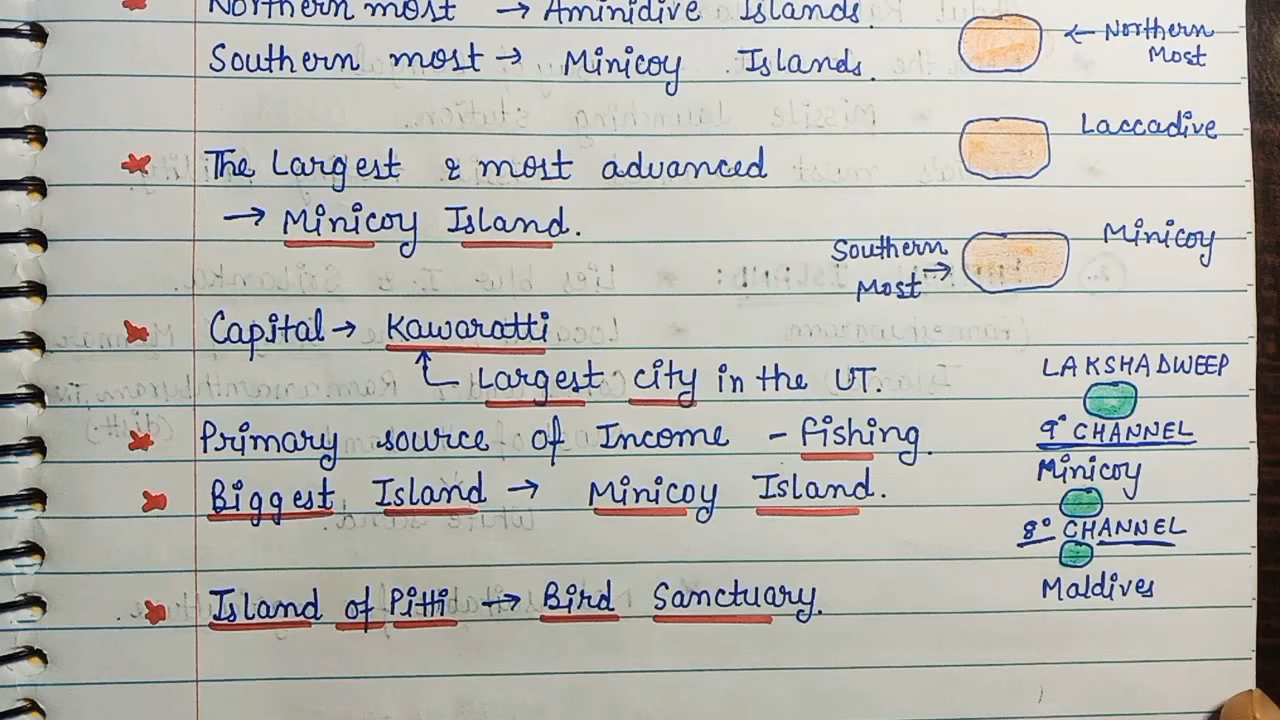 Northern most → Aminidive Islands.
Southern most → Minicoy Islands.
← Northern
Most
Laccadive
The Largest & most advanced
→ Minicoy Island.
Southern
Most →
Minicoy
Capital → Kawaratti
Largest city in the UT.
Primary source of Income - fishing.
Biggest Island → Minicoy Island.
Island of Pitti → Bird Sanctuary.
LAKSHADWEEP
9° CHANNEL
Minicoy
8° CHANNEL
Maldives